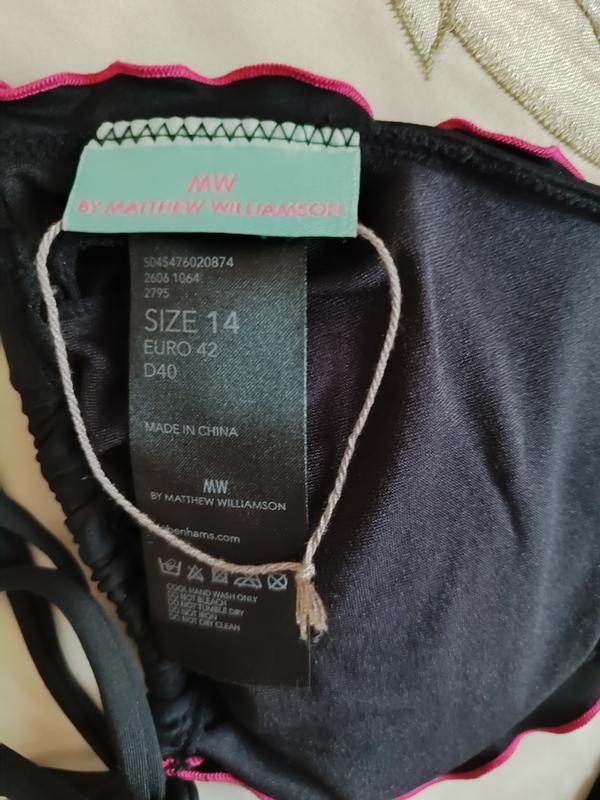 MW
BY MATTHEW WILLIAMSON
5045476020874
2606 1064
2795
SIZE 14
EURO 42
D40
MADE IN CHINA
MW
BY MATTHEW WILLIAMSON
benhams.com
COOL HAND WASH ONLY
DO NOT BLEACH
DO NOT TUMBLE DRY
DO NOT IRON
DO NOT DRY CLEAN